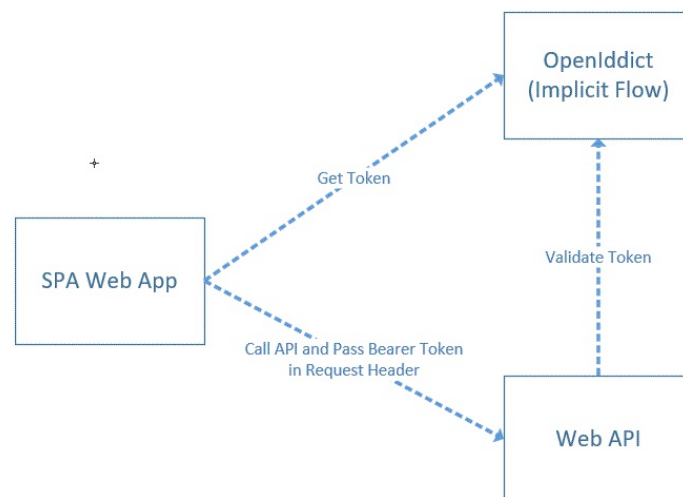 OpenIddict
(Implicit Flow)
Get Token
SPA Web App
Validate Token
Call API and Pass Bearer Token
in Request Header
Web API